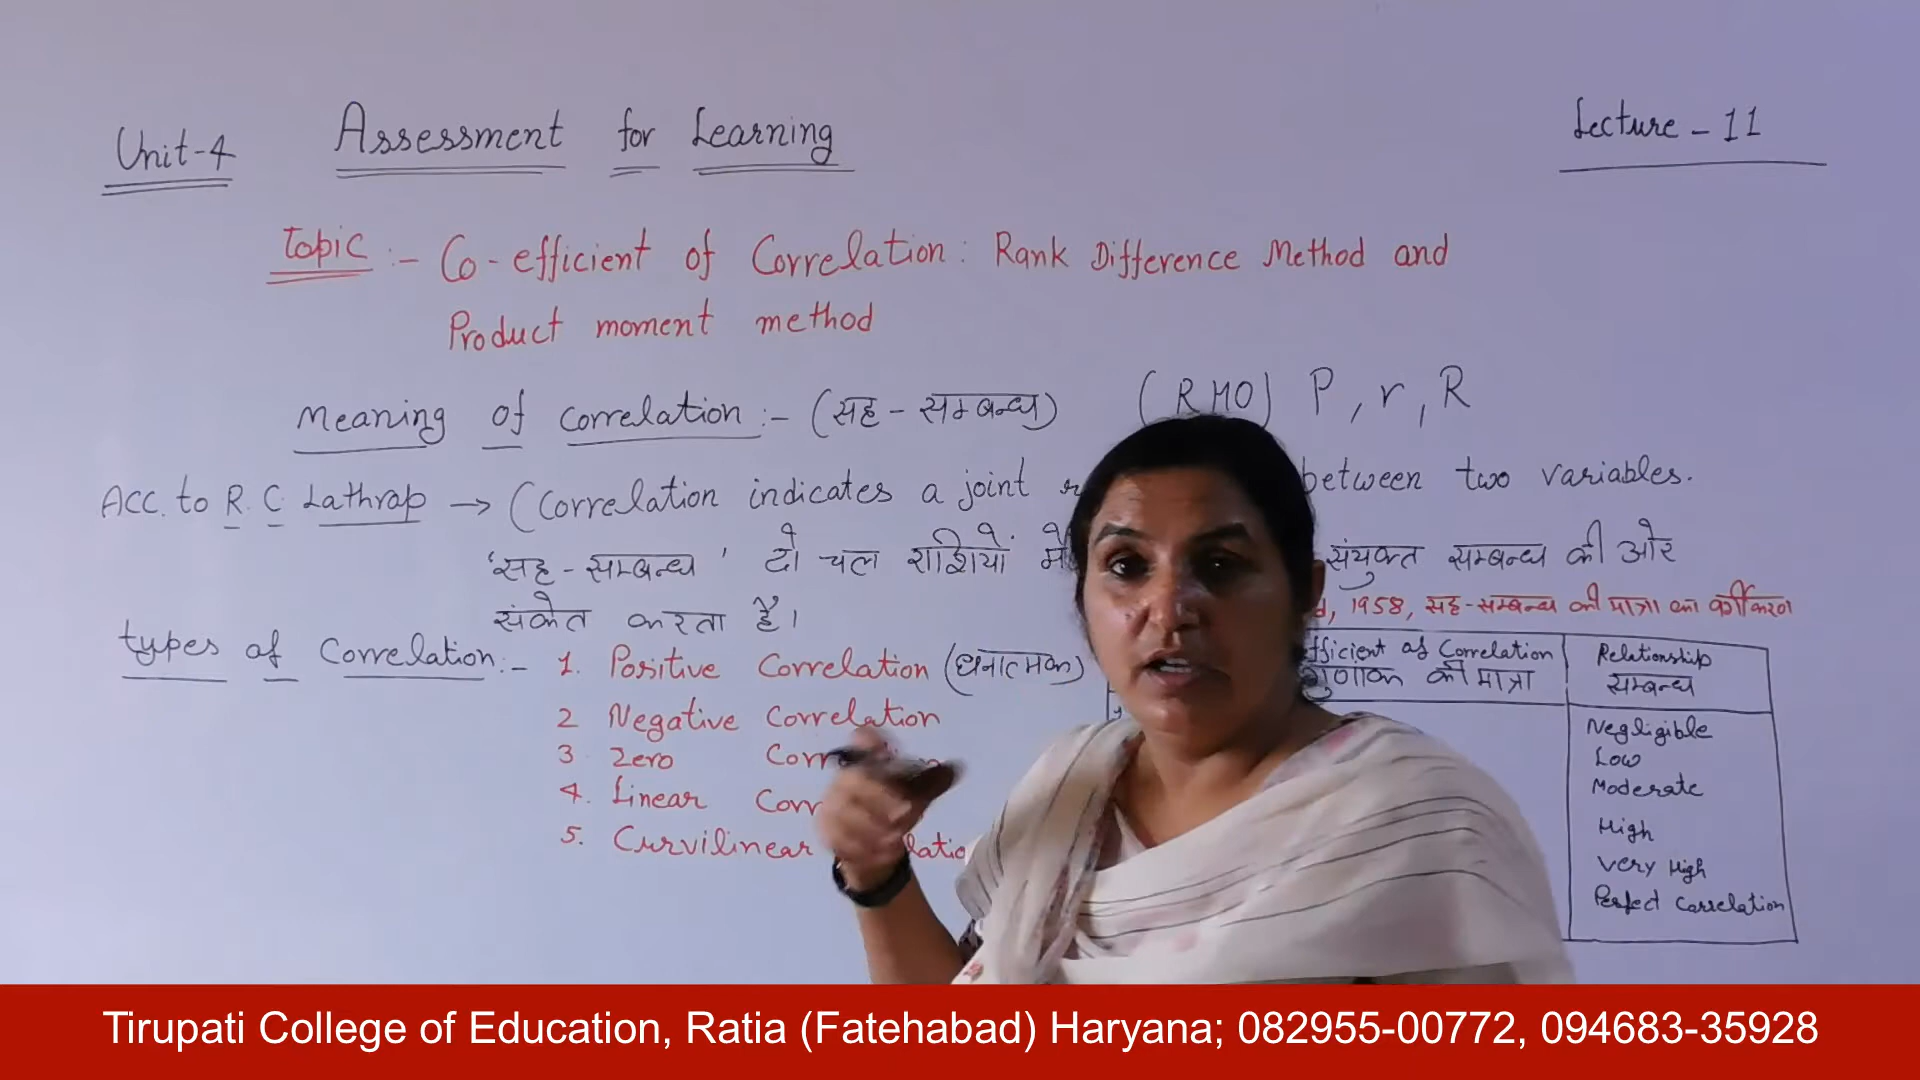 Unit-4 Assessment for Learning Lecture - 11
Topic :- Co-efficient of Correlation : Rank Difference Method and
Product moment method
Meaning of Correlation :- (सह - सम्बन्ध) (RHO) P, r, R
Acc. to R. C. Lathrap → (Correlation indicates a joint between two variables.
'सह - सम्बन्ध ' दो चल राशियों में संयुक्त सम्बन्ध की ओर
संकेत करता है।
1958, सह-सम्बन्ध की मात्रा का वर्गीकरण
types of Correlation :- 1. Positive Correlation (धनात्मक)
2 Negative Correlation
3. Zero
4. Linear
5. Curvilinear
of Correlation
की मात्रा
Relationship
सम्बन्ध
Negligible
Low
Moderate
High
Very High
Perfect Correlation
Tirupati College of Education, Ratia (Fatehabad) Haryana; 082955-00772, 094683-35928